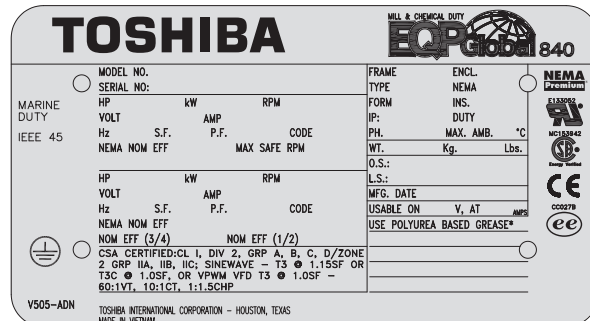 TOSHIBA
MILL & CHEMICAL DUTY
EQP Global 840
MODEL NO.
SERIAL NO:
HP kW RPM
VOLT AMP
Hz S.F. P.F. CODE
NEMA NOM EFF MAX SAFE RPM
HP kW RPM
VOLT AMP
Hz S.F. P.F. CODE
NEMA NOM EFF
NOM EFF (3/4) NOM EFF (1/2)
CSA CERTIFIED:CL I, DIV 2, GRP A, B, C, D/ZONE
2 GRP IIA, IIB, IIC; SINEWAVE – T3 @ 1.15SF OR
T3C @ 1.0SF, OR VPWM VFD T3 @ 1.0SF –
60:1VT, 10:1CT, 1:1.5CHP
TOSHIBA INTERNATIONAL CORPORATION – HOUSTON, TEXAS
MADE IN VIETNAM
MARINE
DUTY
IEEE 45
V505-ADN
FRAME ENCL.
TYPE NEMA
FORM INS.
IP: DUTY
PH. MAX. AMB. °C
WT. Kg. Lbs.
O.S.:
L.S.:
MFG. DATE
USABLE ON V, AT AMPS
USE POLYUREA BASED GREASE*
NEMA
Premium
E133052
MC153942
Energy Verified
CE
CC027B
ee